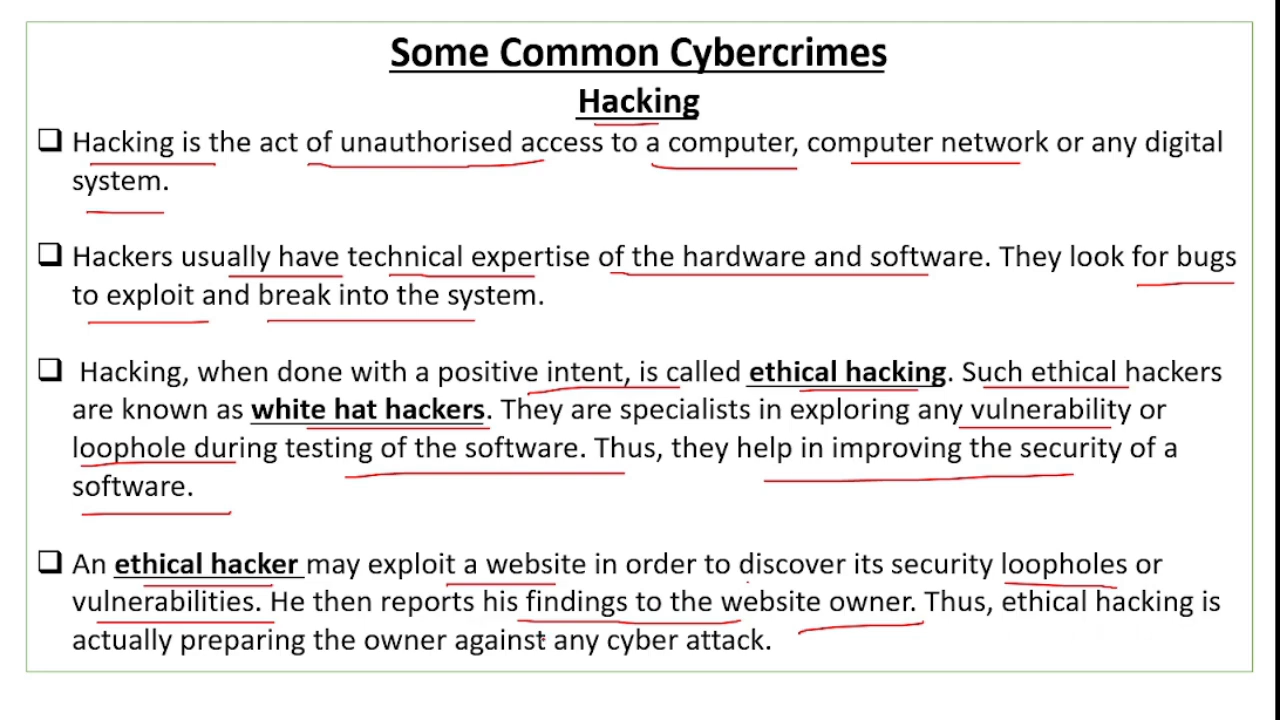 Some Common Cybercrimes
Hacking
❑ Hacking is the act of unauthorised access to a computer, computer network or any digital
system.
❑ Hackers usually have technical expertise of the hardware and software. They look for bugs
to exploit and break into the system.
❑ Hacking, when done with a positive intent, is called ethical hacking. Such ethical hackers
are known as white hat hackers. They are specialists in exploring any vulnerability or
loophole during testing of the software. Thus, they help in improving the security of a
software.
❑ An ethical hacker may exploit a website in order to discover its security loopholes or
vulnerabilities. He then reports his findings to the website owner. Thus, ethical hacking is
actually preparing the owner against any cyber attack.